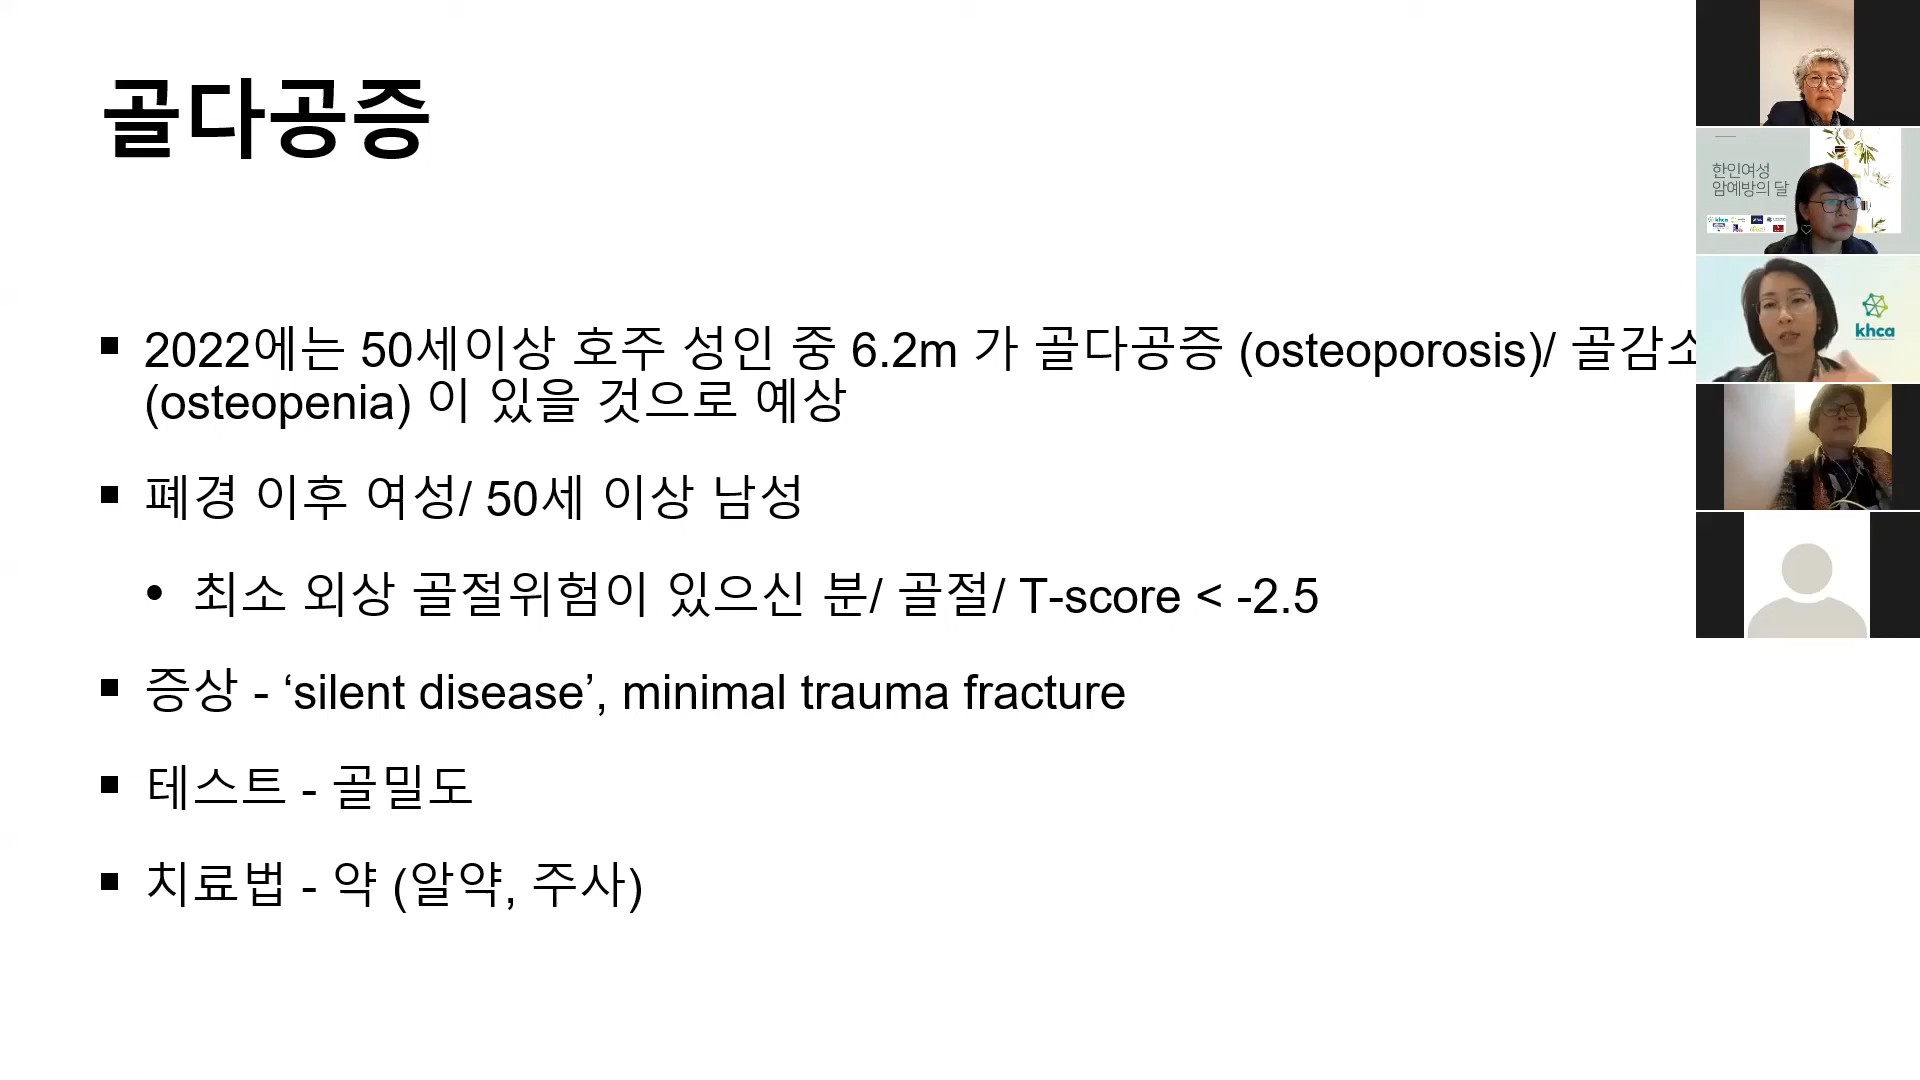 골다공증
■ 2022에는 50세이상 호주 성인 중 6.2m 가 골다공증 (osteoporosis)/ 골감소
(osteopenia) 이 있을 것으로 예상
■ 폐경 이후 여성/ 50세 이상 남성
• 최소 외상 골절위험이 있으신 분/ 골절/ T-score < -2.5
■ 증상 - ‘silent disease’, minimal trauma fracture
■ 테스트 - 골밀도
■ 치료법 - 약 (알약, 주사)
한인여성
암예방의 달
khca
khca